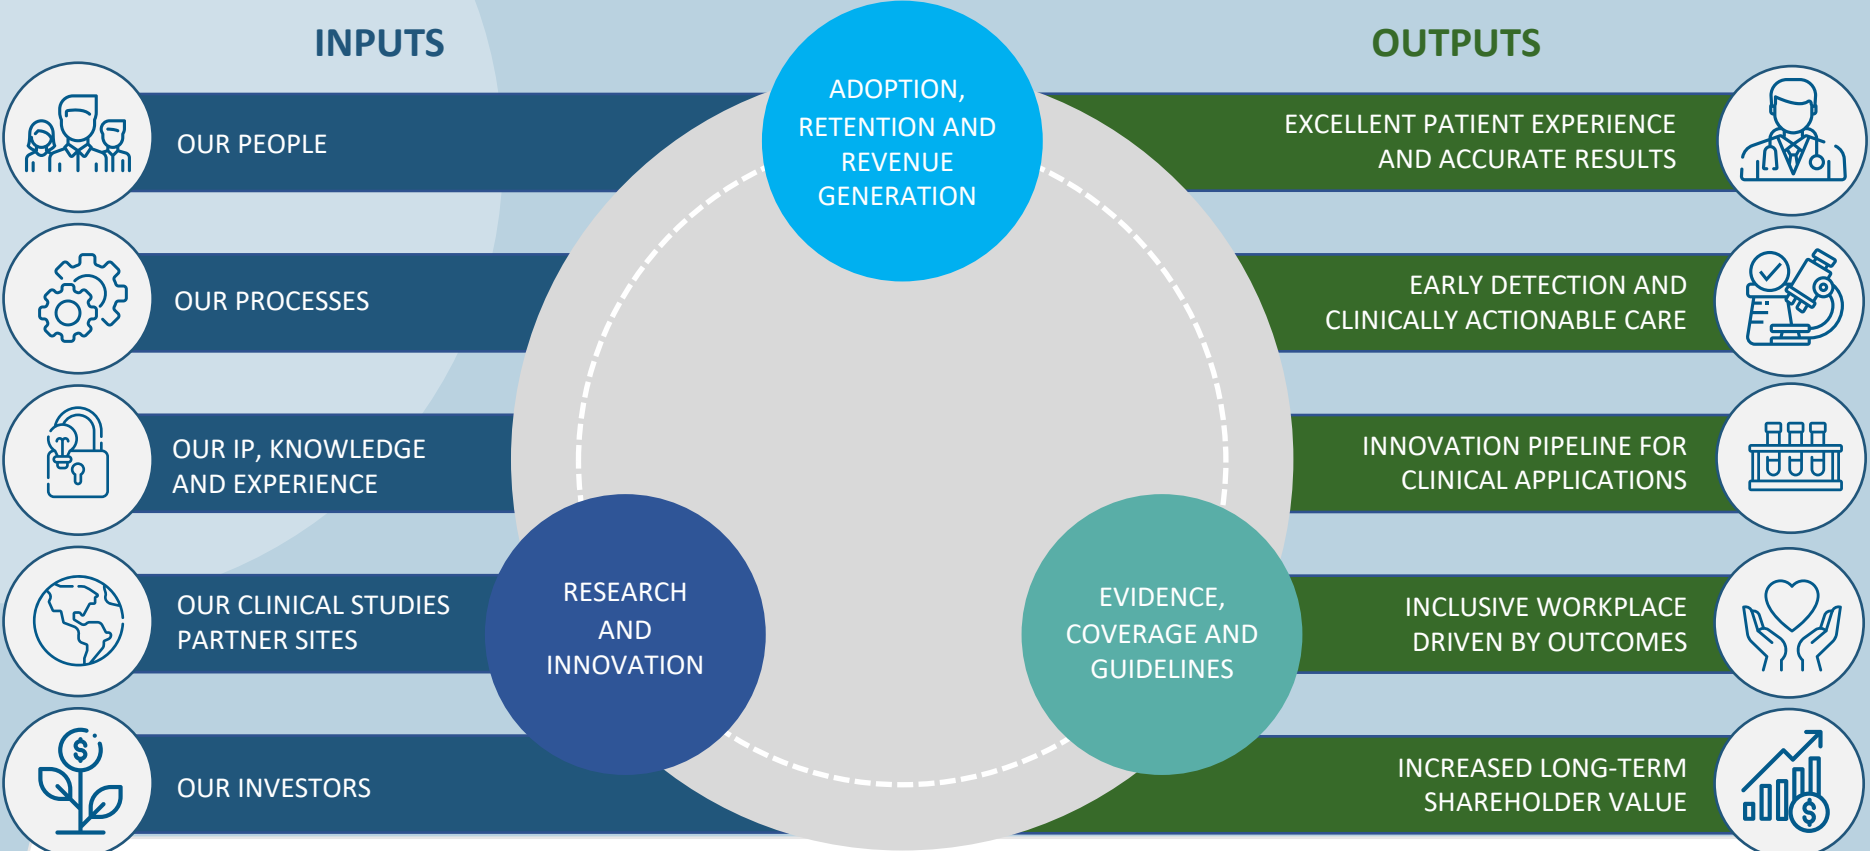 INPUTS
OUR PEOPLE
OUR PROCESSES
OUR IP, KNOWLEDGE
AND EXPERIENCE
OUR CLINICAL STUDIES
PARTNER SITES
OUR INVESTORS
ADOPTION,
RETENTION AND
REVENUE
GENERATION
RESEARCH
AND
INNOVATION
EVIDENCE,
COVERAGE AND
GUIDELINES
OUTPUTS
EXCELLENT PATIENT EXPERIENCE
AND ACCURATE RESULTS
EARLY DETECTION AND
CLINICALLY ACTIONABLE CARE
INNOVATION PIPELINE FOR
CLINICAL APPLICATIONS
INCLUSIVE WORKPLACE
DRIVEN BY OUTCOMES
INCREASED LONG-TERM
SHAREHOLDER VALUE